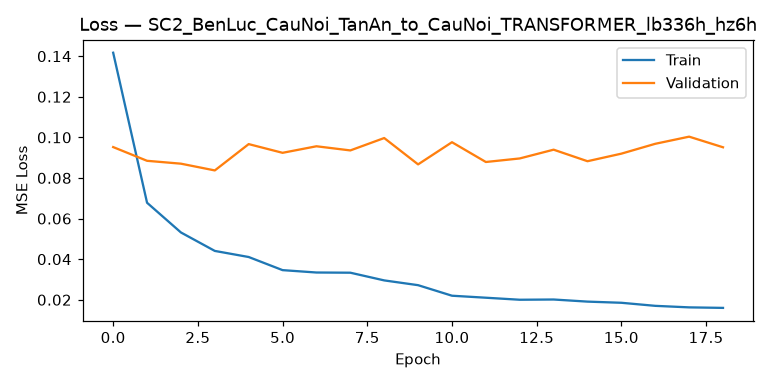 Loss — SC2_BenLuc_CauNoi_TanAn_to_CauNoi_TRANSFORMER_lb336h_hz6h
Train
Validation
MSE Loss
0.14
0.12
0.10
0.08
0.06
0.04
0.02
0.0 2.5 5.0 7.5 10.0 12.5 15.0 17.5
Epoch